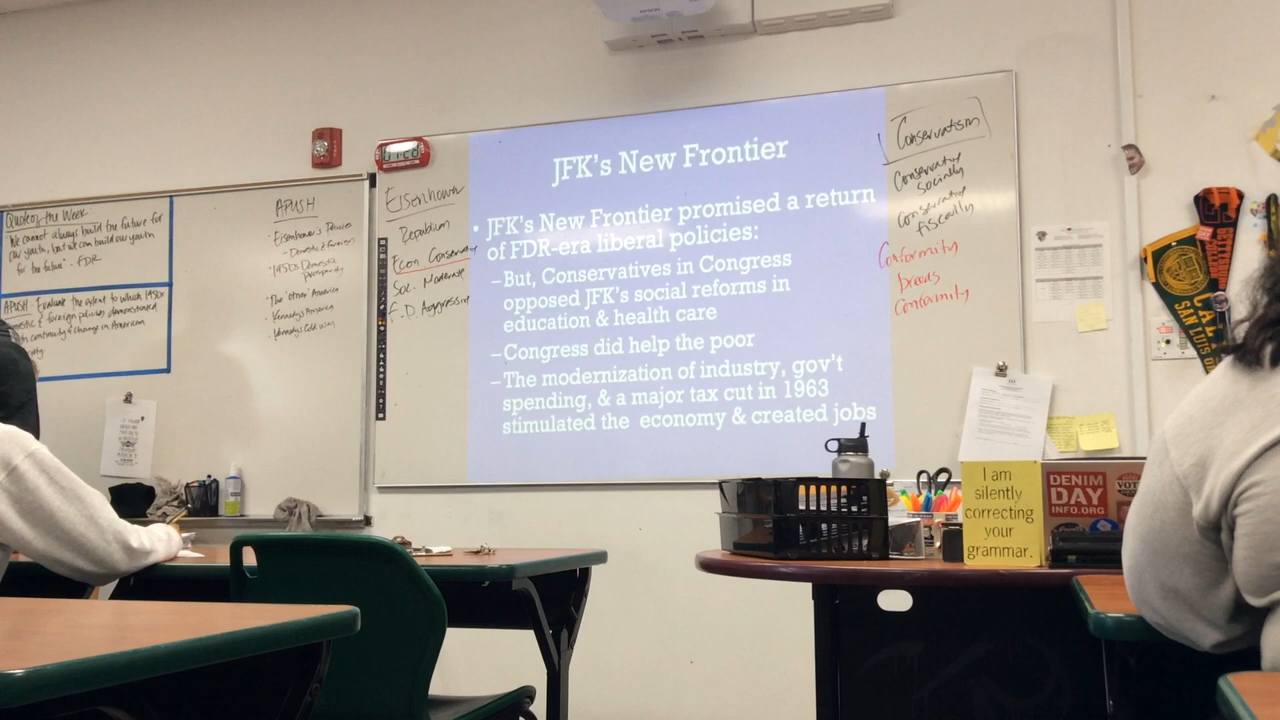 Quote of the Week
"We cannot always build the future for
our youth, but we can build our youth
for the future" - FDR
APUSH: Evaluate the extent to which 1950s
domestic & foreign policies demonstrated
both continuity & change in American
APUSH
- Eisenhower's Policies
- Domestic & Foreign
- 1950s Domestic
prosperity
- The "other" America
- Kennedy's America
- Kennedy's Cold War
Eisenhower
Republican
Econ Conservative
Soc. Moderate
F.P. Aggressive
JFK's New Frontier
• JFK's New Frontier promised a return
of FDR-era liberal policies:
–But, Conservatives in Congress
opposed JFK's social reforms in
education & health care
–Congress did help the poor
–The modernization of industry, gov't
spending, & a major tax cut in 1963
stimulated the economy & created jobs
Conservatism
Conservative
socially
Conservative
fiscally
Conformity
breeds
Conformity
I am
silently
correcting
your
grammar.
DENIM
DAY
INFO.ORG
VOTE
GETTYSBURG
CAL
SAN LUIS